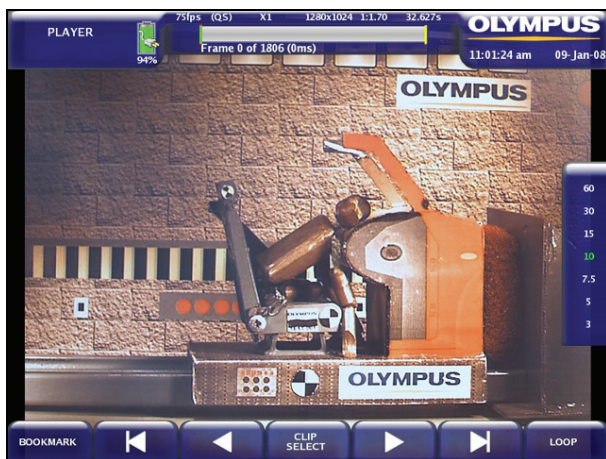 PLAYER
94%
75fps (QS) X1 1280x1024 1:1.70 32.627s
Frame 0 of 1806 (0ms)
OLYMPUS
11:01:24 am 09-Jan-08
OLYMPUS
60
30
15
10
7.5
5
3
OLYMPUS
BOOKMARK
CLIP
SELECT
LOOP